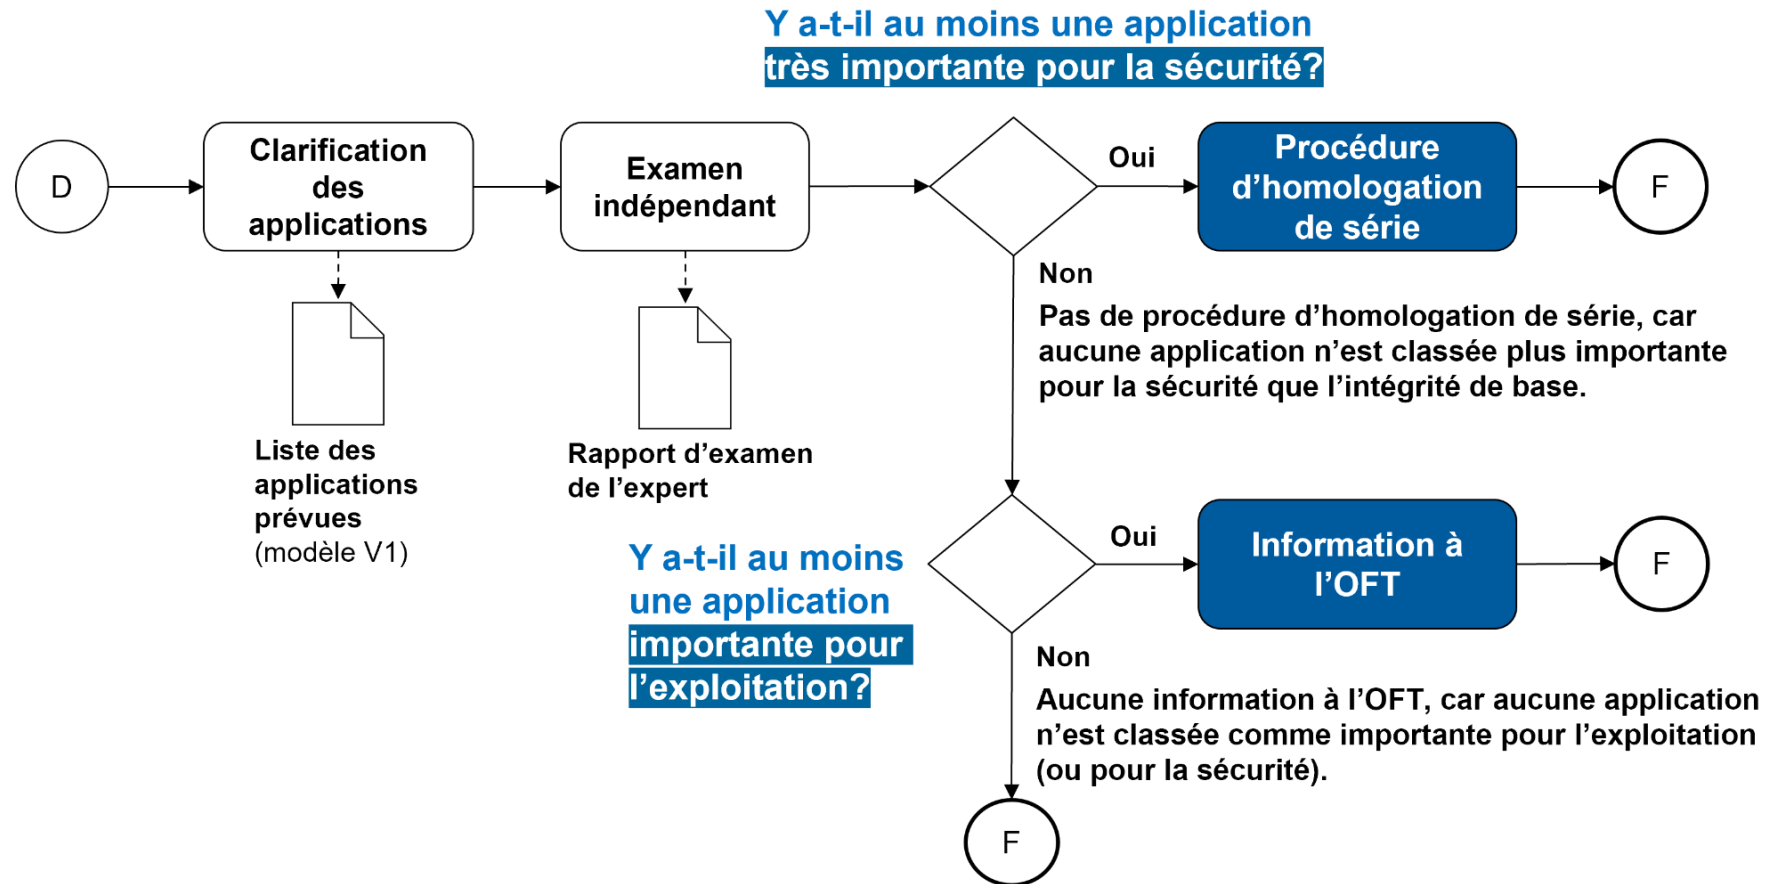 Y a-t-il au moins une application
très importante pour la sécurité?
D
Clarification
des
applications
Examen
indépendant
Oui
Procédure
d’homologation
de série
F
Non
Pas de procédure d’homologation de série, car
aucune application n’est classée plus importante
pour la sécurité que l’intégrité de base.
Liste des
applications
prévues
(modèle V1)
Rapport d’examen
de l’expert
Y a-t-il au moins
une application
importante pour
l’exploitation?
Oui
Information à
l’OFT
F
Non
Aucune information à l’OFT, car aucune application
n’est classée comme importante pour l’exploitation
(ou pour la sécurité).
F